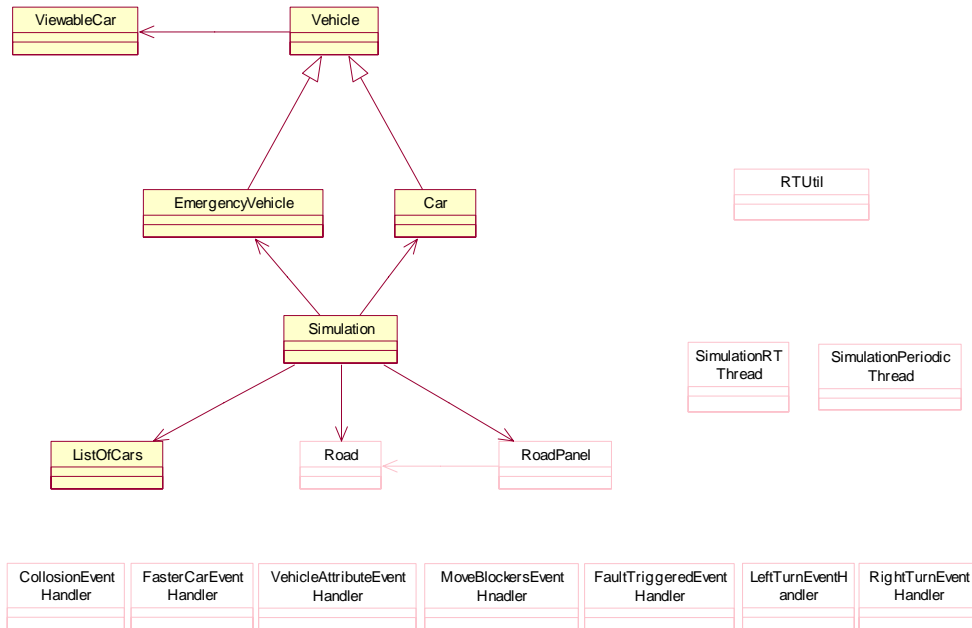 ViewableCar
Vehicle
RTUtil
EmergencyVehicle
Car
Simulation
SimulationRT
Thread
SimulationPeriodic
Thread
ListOfCars
Road
RoadPanel
CollosionEvent
Handler
FasterCarEvent
Handler
VehicleAttributeEvent
Handler
MoveBlockersEvent
Hnadler
FaultTriggeredEvent
Handler
LeftTurnEventH
andler
RightTurnEvent
Handler